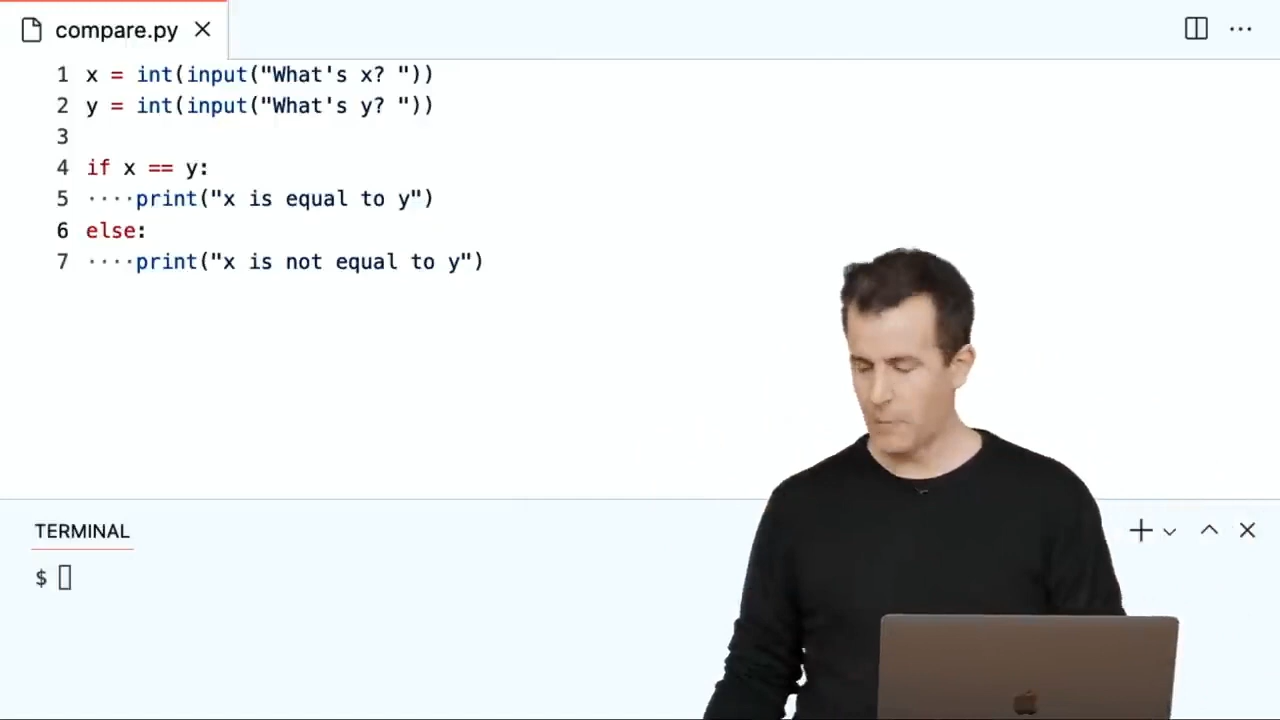 compare.py
1 x = int(input("What's x? "))
2 y = int(input("What's y? "))
3
4 if x == y:
5 ····print("x is equal to y")
6 else:
7 ····print("x is not equal to y")
TERMINAL
$